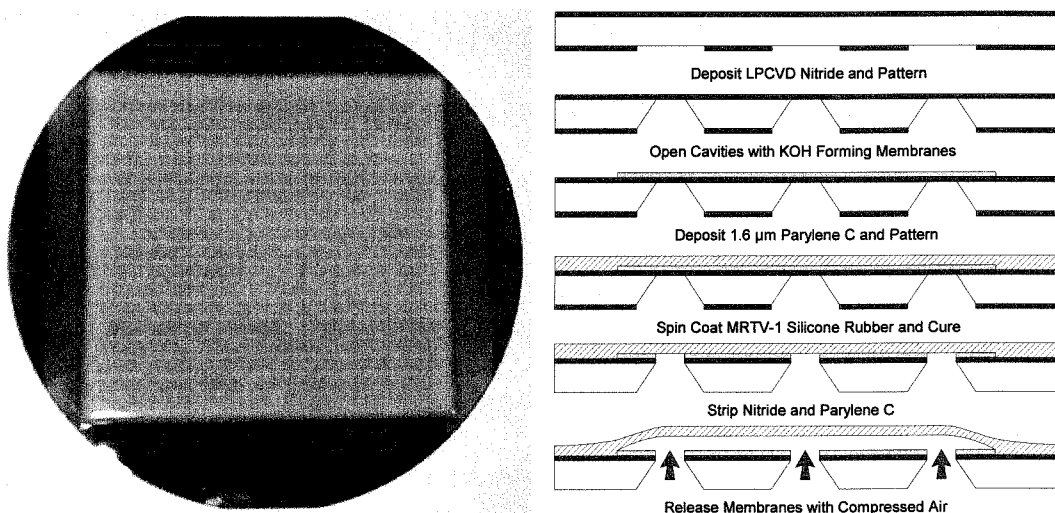 Deposit LPCVD Nitride and Pattern
Open Cavities with KOH Forming Membranes
Deposit 1.6 µm Parylene C and Pattern
Spin Coat MRTV-1 Silicone Rubber and Cure
Strip Nitride and Parylene C
Release Membranes with Compressed Air